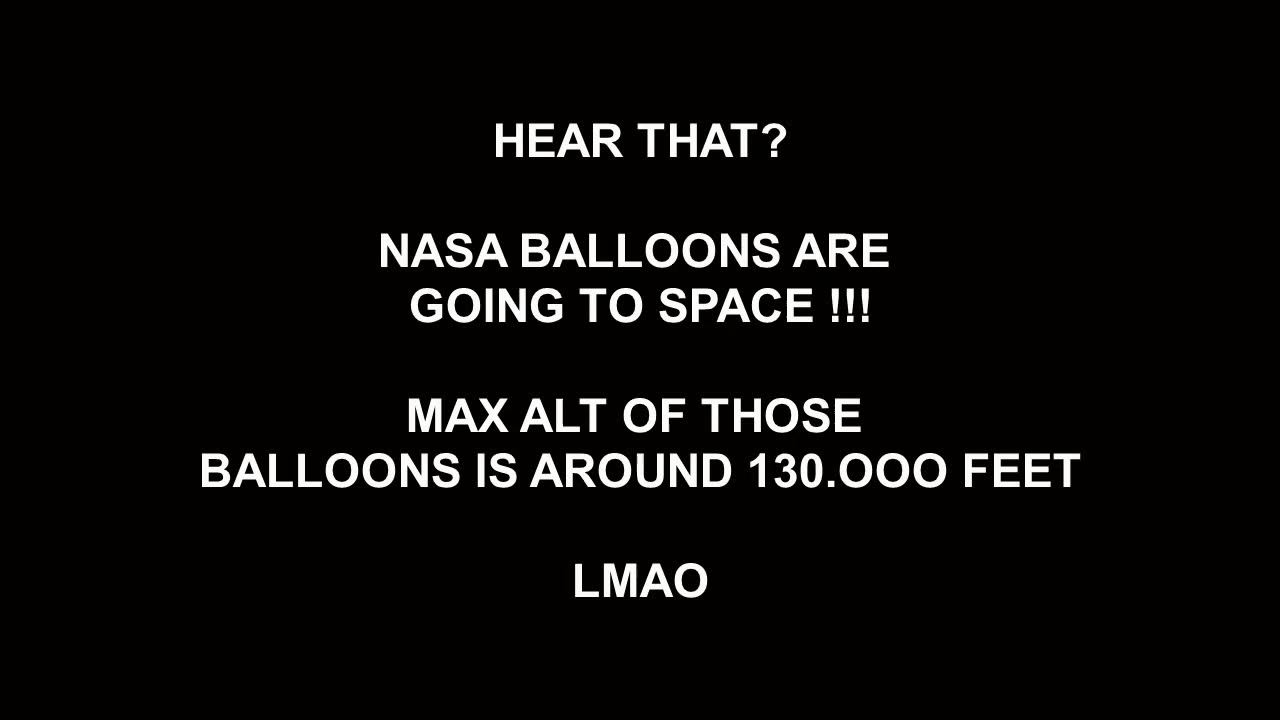 HEAR THAT?
NASA BALLOONS ARE
GOING TO SPACE !!!
MAX ALT OF THOSE
BALLOONS IS AROUND 130.OOO FEET
LMAO